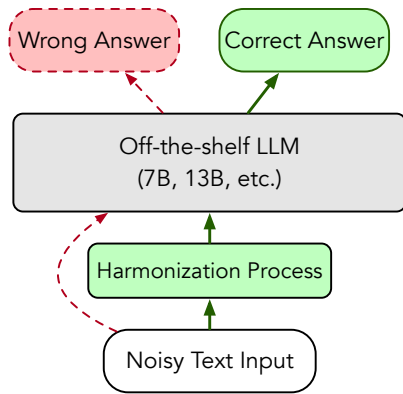 Wrong Answer
Correct Answer
Off-the-shelf LLM
(7B, 13B, etc.)
Harmonization Process
Noisy Text Input